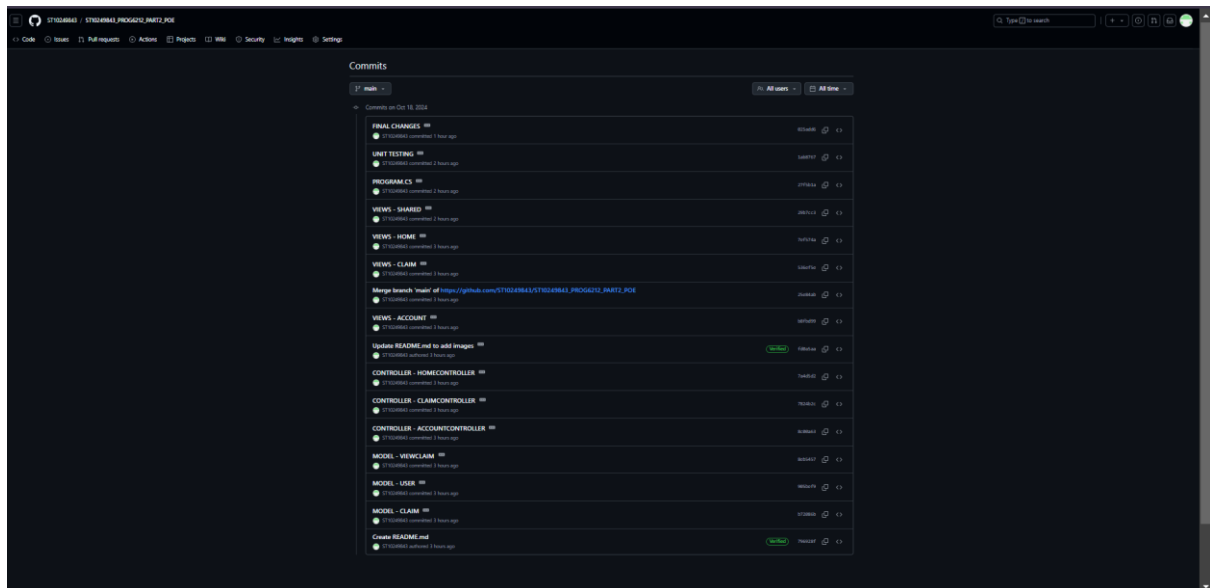 ST10249843 / ST10249843_PROG6212_PART2_POE
Type / to search
Code Issues Pull requests Actions Projects Wiki Security Insights Settings
Commits
main All users All time
Commits on Oct 18, 2024
FINAL CHANGES
ST10249843 committed 1 hour ago
UNIT TESTING
ST10249843 committed 2 hours ago
PROGRAM.CS
ST10249843 committed 2 hours ago
VIEWS - SHARED
ST10249843 committed 2 hours ago
VIEWS - HOME
ST10249843 committed 3 hours ago
VIEWS - CLAIM
ST10249843 committed 3 hours ago
Merge branch 'main' of https://github.com/ST10249843/ST10249843_PROG6212_PART2_POE
ST10249843 committed 3 hours ago
VIEWS - ACCOUNT
ST10249843 committed 3 hours ago
Update README.md to add images
Verified
ST10249843 authored 3 hours ago
CONTROLLER - HOMECONTROLLER
ST10249843 committed 3 hours ago
CONTROLLER - CLAIMCONTROLLER
ST10249843 committed 3 hours ago
CONTROLLER - ACCOUNTCONTROLLER
ST10249843 committed 3 hours ago
MODEL - VIEWCLAIM
ST10249843 committed 3 hours ago
MODEL - USER
ST10249843 committed 3 hours ago
MODEL - CLAIM
ST10249843 committed 3 hours ago
Create README.md
Verified
ST10249843 authored 3 hours ago